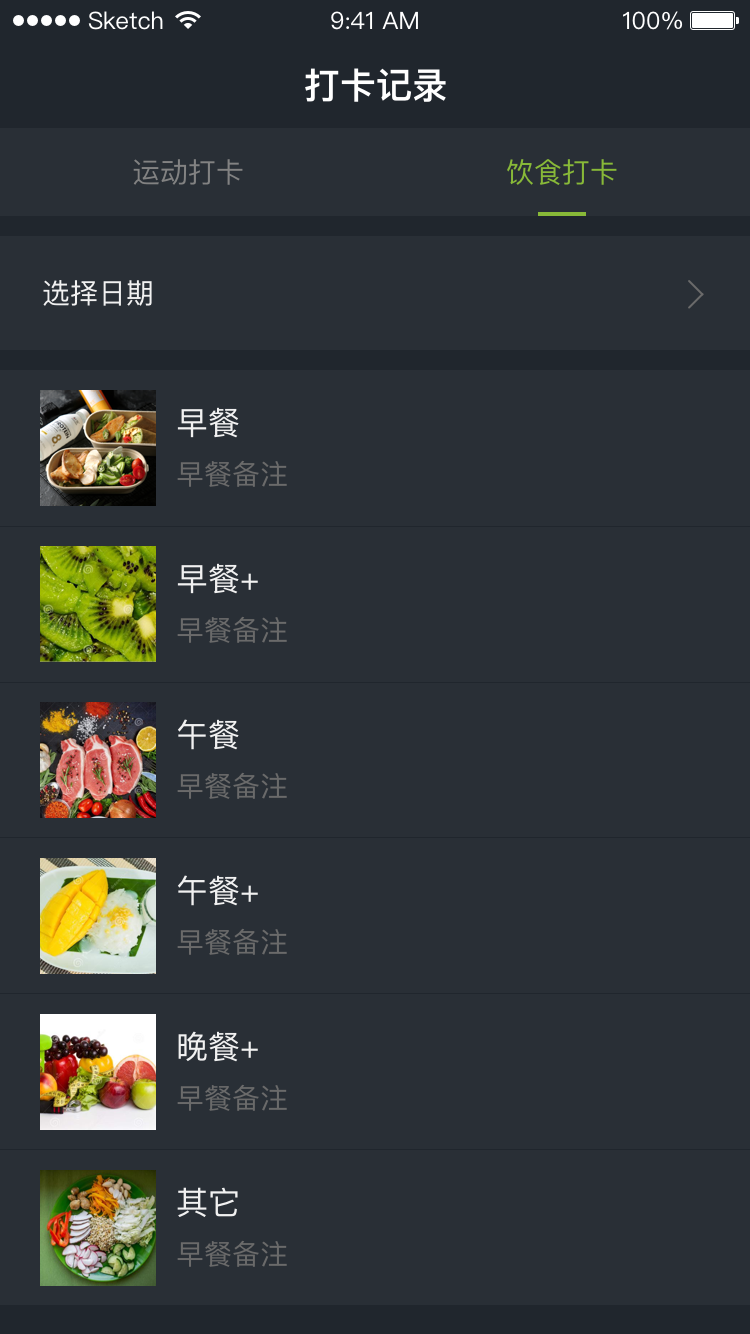 Sketch 9:41 AM 100%
打卡记录
运动打卡 饮食打卡
选择日期
早餐
早餐备注
早餐+
早餐备注
午餐
早餐备注
午餐+
早餐备注
晚餐+
早餐备注
其它
早餐备注